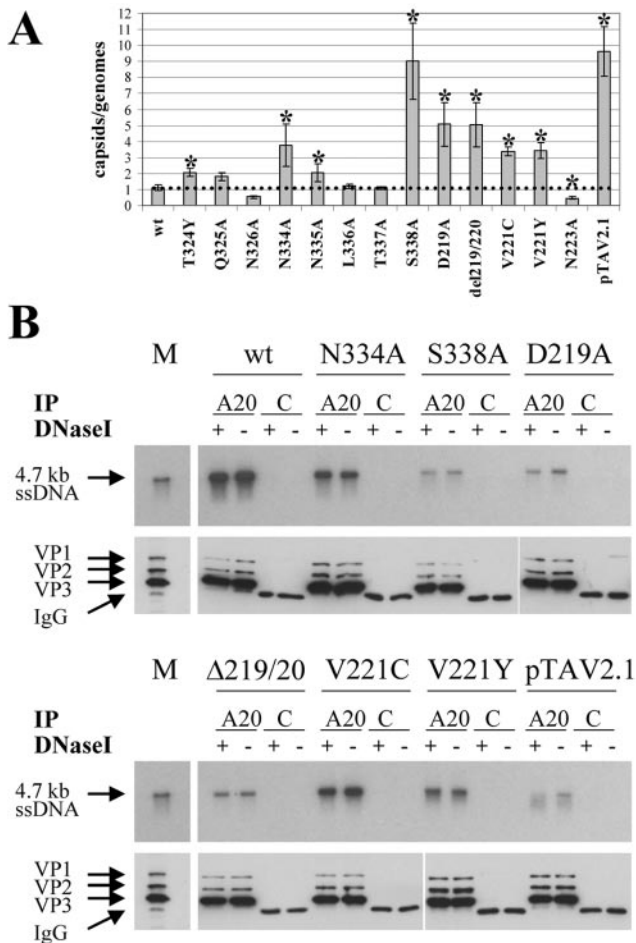 A
capsids/genomes
12
11
10
9
8
7
6
5
4
3
2
1
0
* * * * * * * * * *
wt T324Y Q325A N326A N334A N335A L336A T337A S338A D219A del219/220 V221C V221Y N223A pTAV2.1
B
M wt N334A S338A D219A
IP A20 C A20 C A20 C A20 C
DNaseI + - + - + - + - + - + - + - + -
4.7 kb
ssDNA
VP1
VP2
VP3
IgG
M Δ219/20 V221C V221Y pTAV2.1
IP A20 C A20 C A20 C A20 C
DNaseI + - + - + - + - + - + - + - + -
4.7 kb
ssDNA
VP1
VP2
VP3
IgG